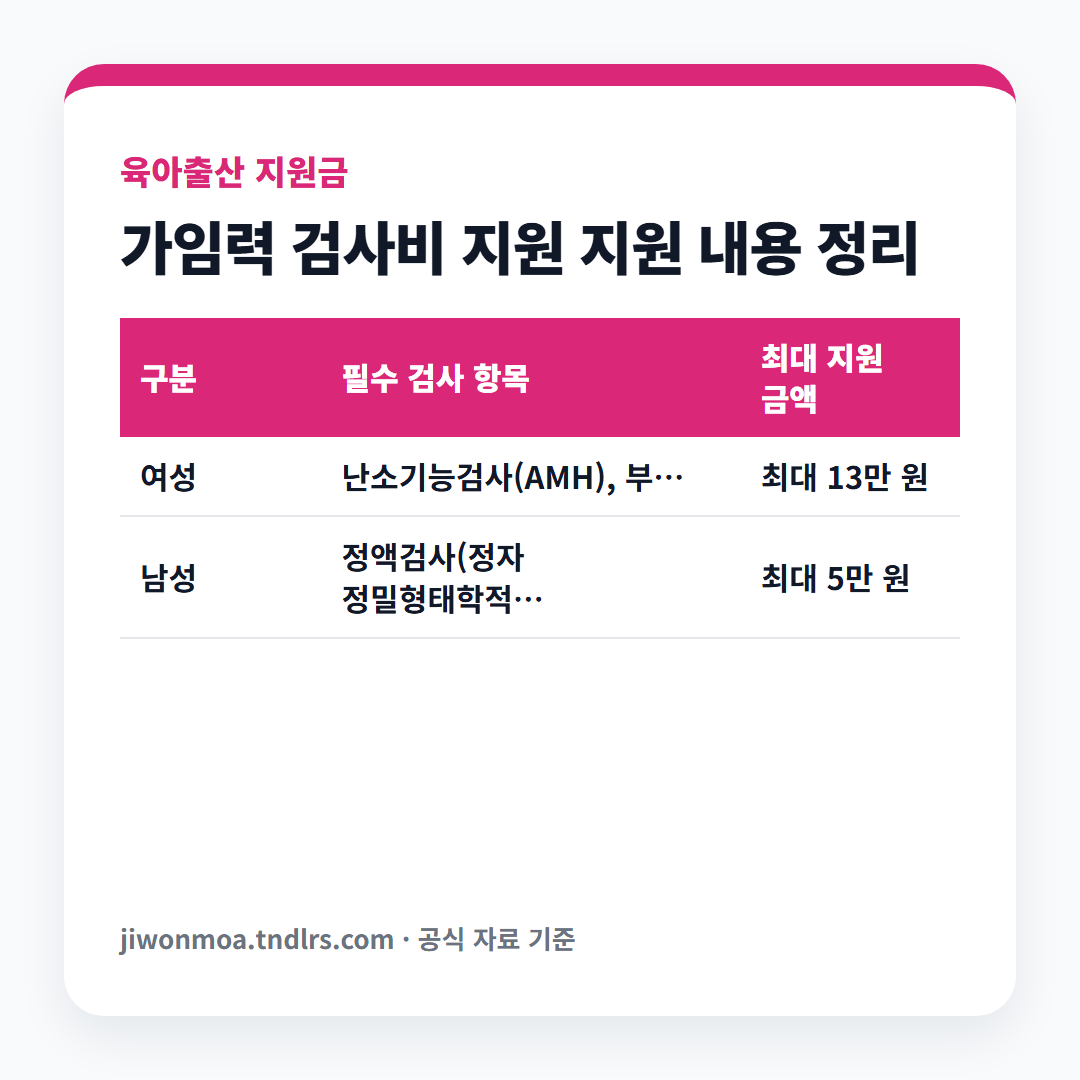 육아출산 지원금
가임력 검사비 지원 지원 내용 정리
구분
필수 검사 항목
최대 지원
금액
여성
난소기능검사(AMH), 부…
최대 13만 원
남성
정액검사(정자
정밀형태학적…
최대 5만 원
jiwonmoa.tndlrs.com · 공식 자료 기준